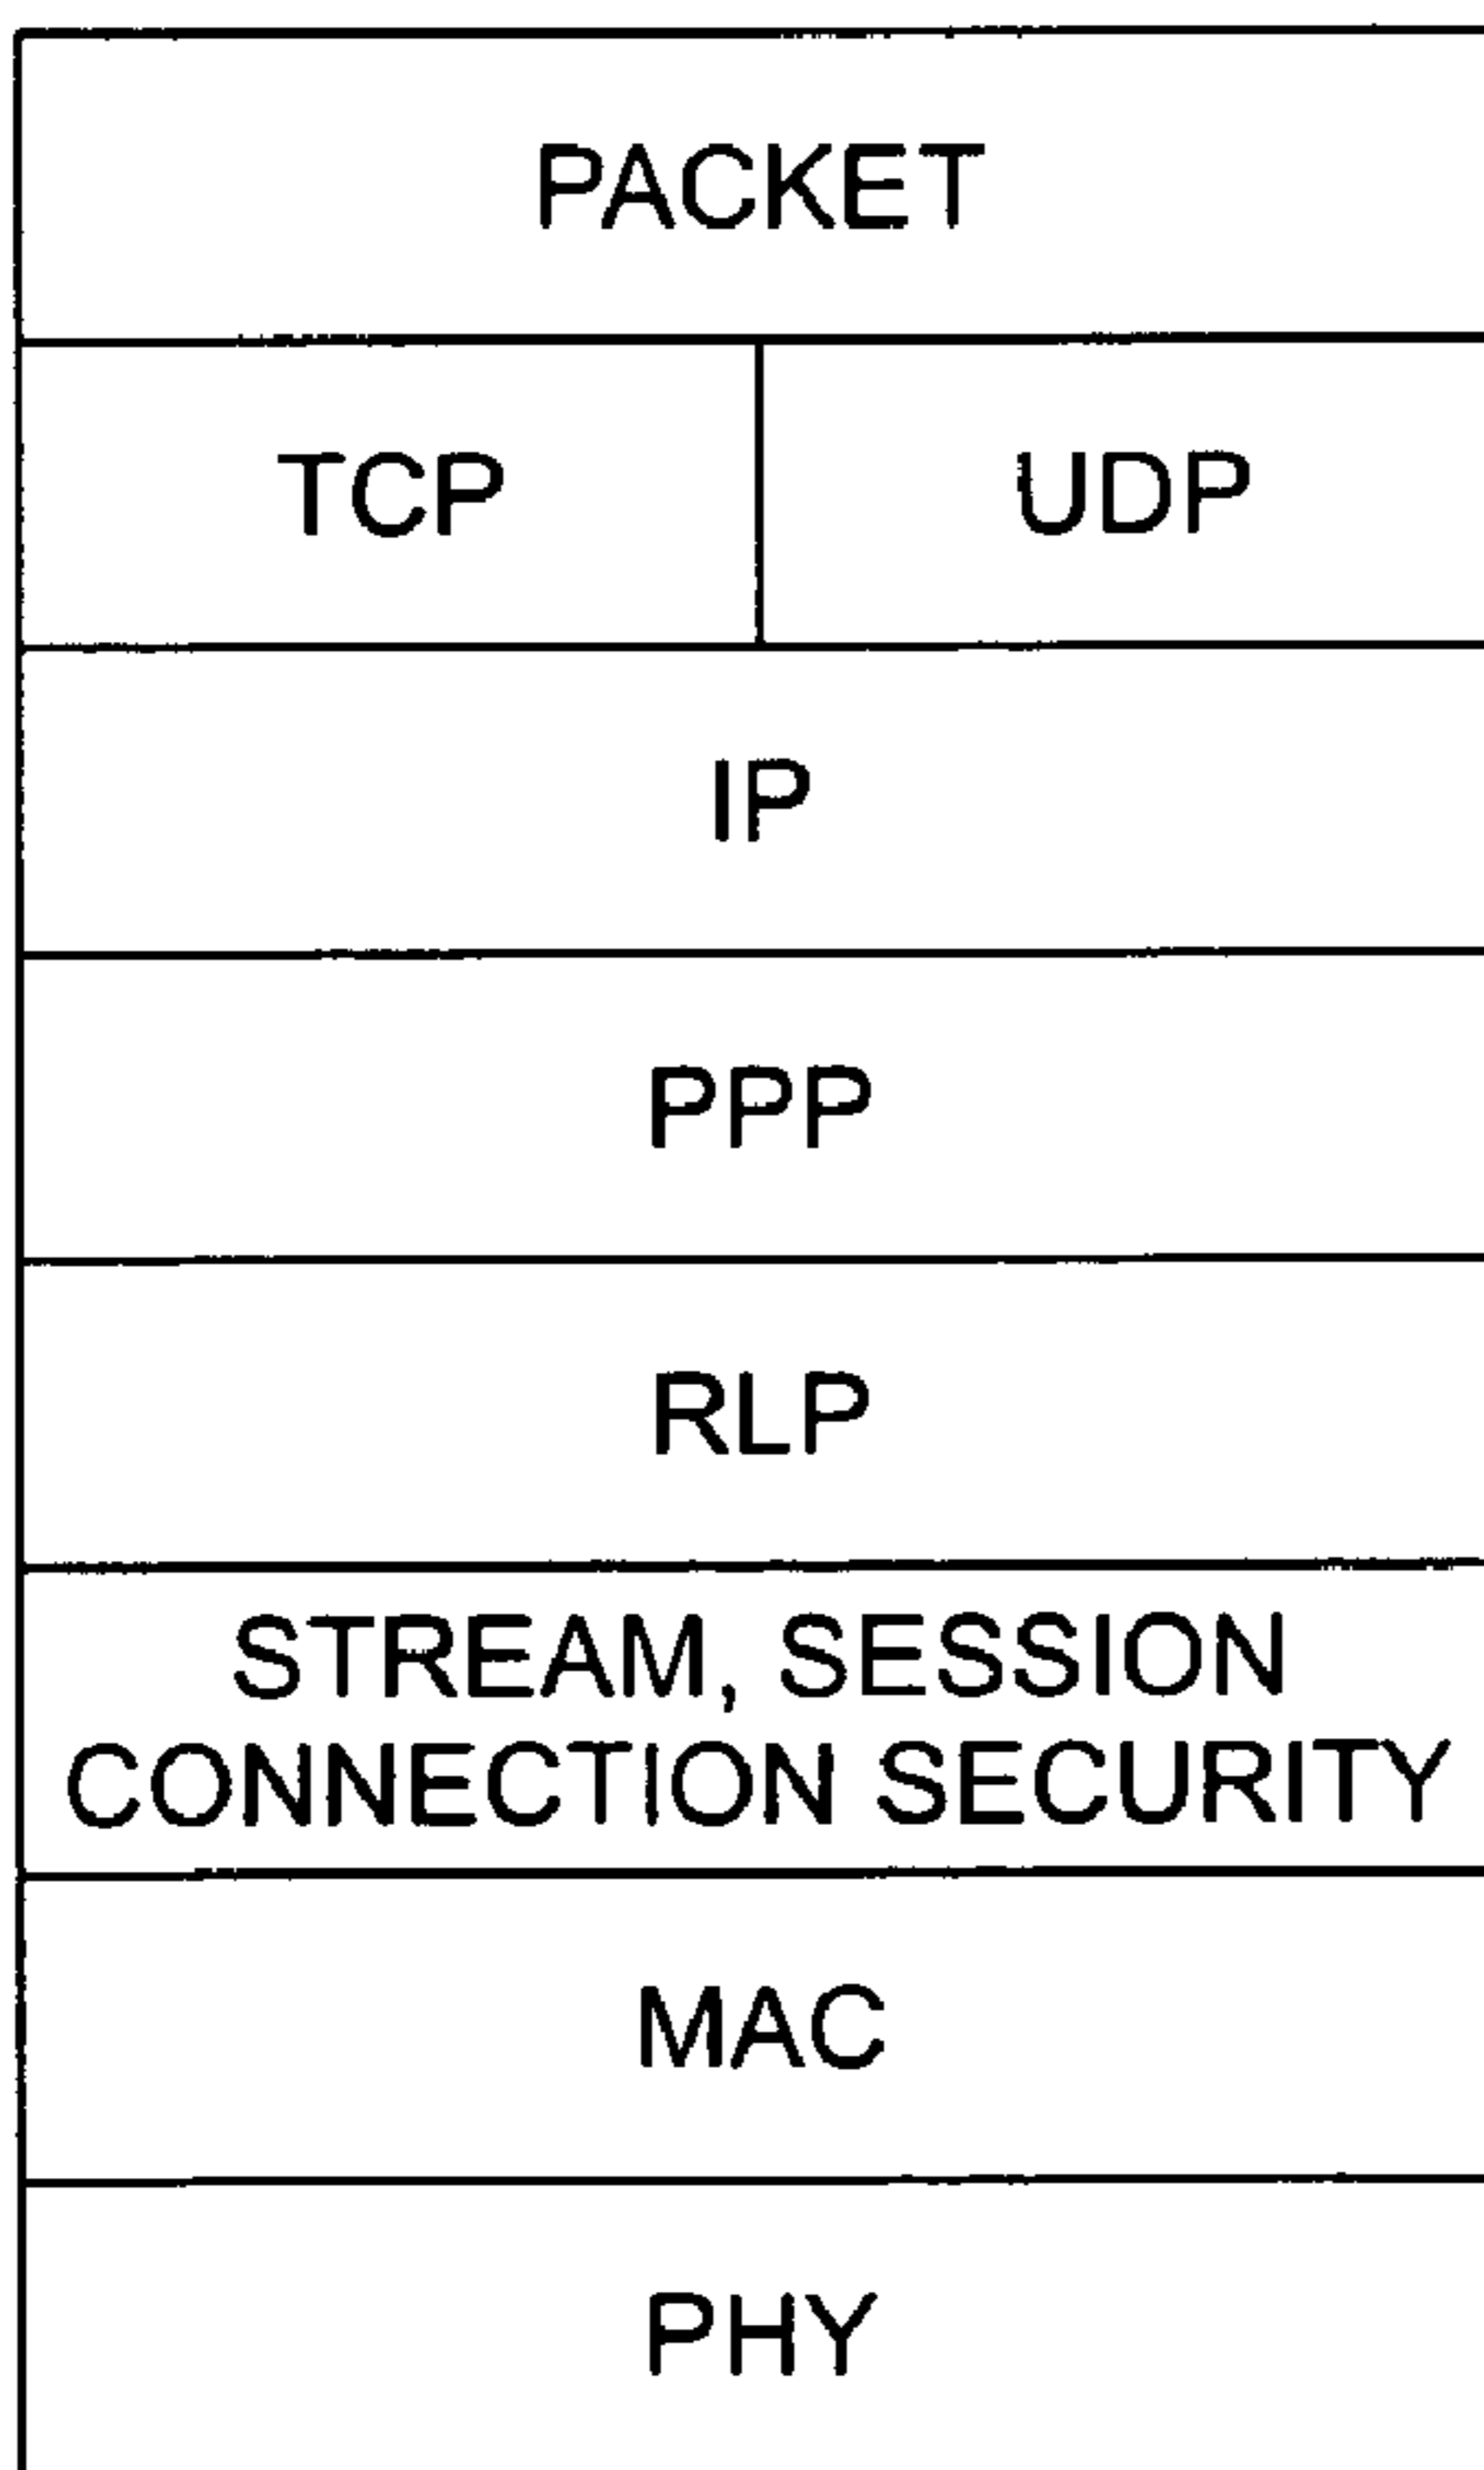 PACKET
TCP UDP
IP
PPP
RLP
STREAM, SESSION
CONNECTION SECURITY
MAC
PHY